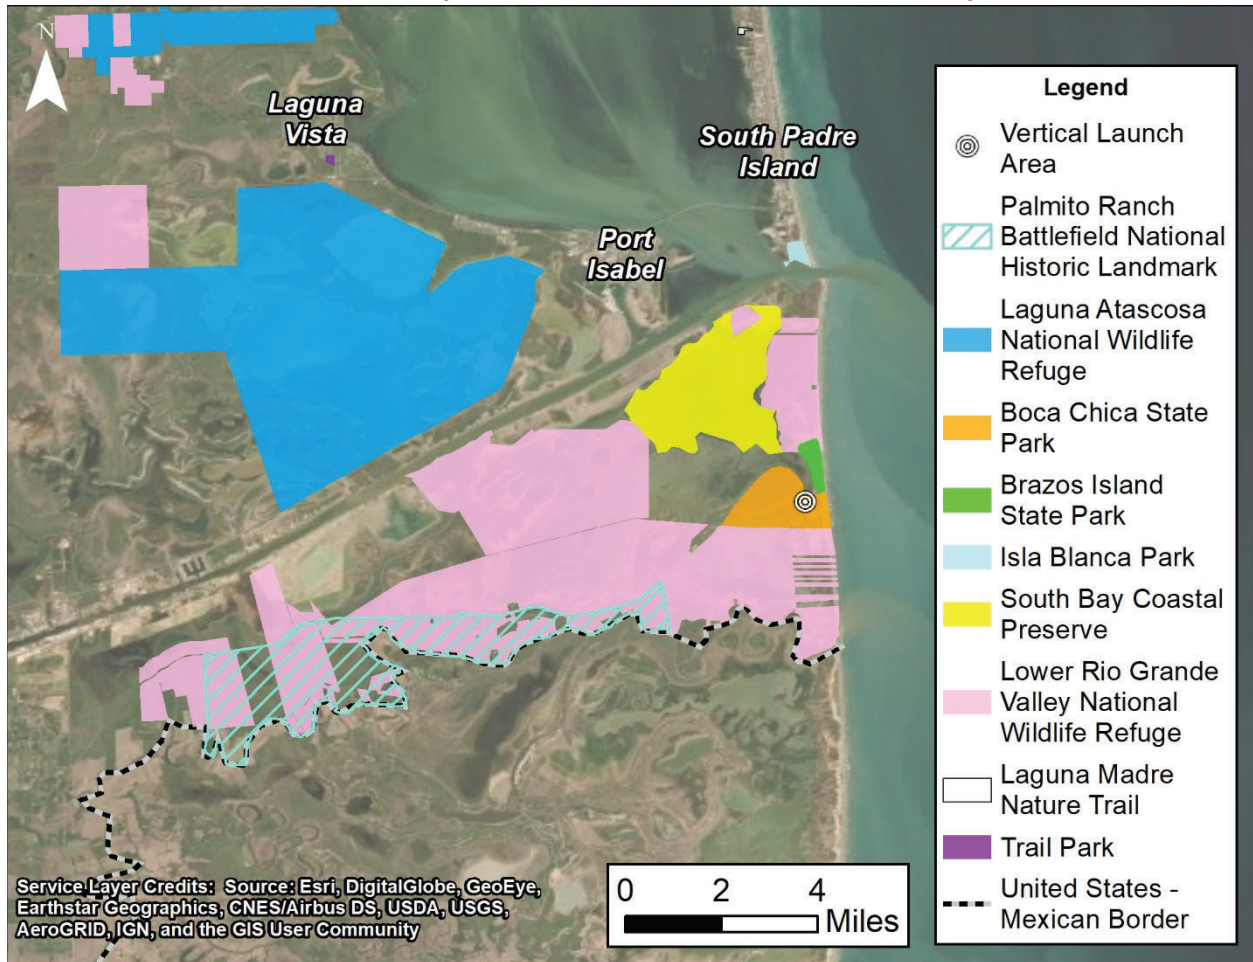 N
Laguna
Vista
South Padre
Island
Port
Isabel
Legend
Vertical Launch
Area
Palmito Ranch
Battlefield National
Historic Landmark
Laguna Atascosa
National Wildlife
Refuge
Boca Chica State
Park
Brazos Island
State Park
Isla Blanca Park
South Bay Coastal
Preserve
Lower Rio Grande
Valley National
Wildlife Refuge
Laguna Madre
Nature Trail
Trail Park
United States -
Mexican Border
Service Layer Credits: Source: Esri, DigitalGlobe, GeoEye,
Earthstar Geographics, CNES/Airbus DS, USDA, USGS,
AeroGRID, IGN, and the GIS User Community
0 2 4
Miles